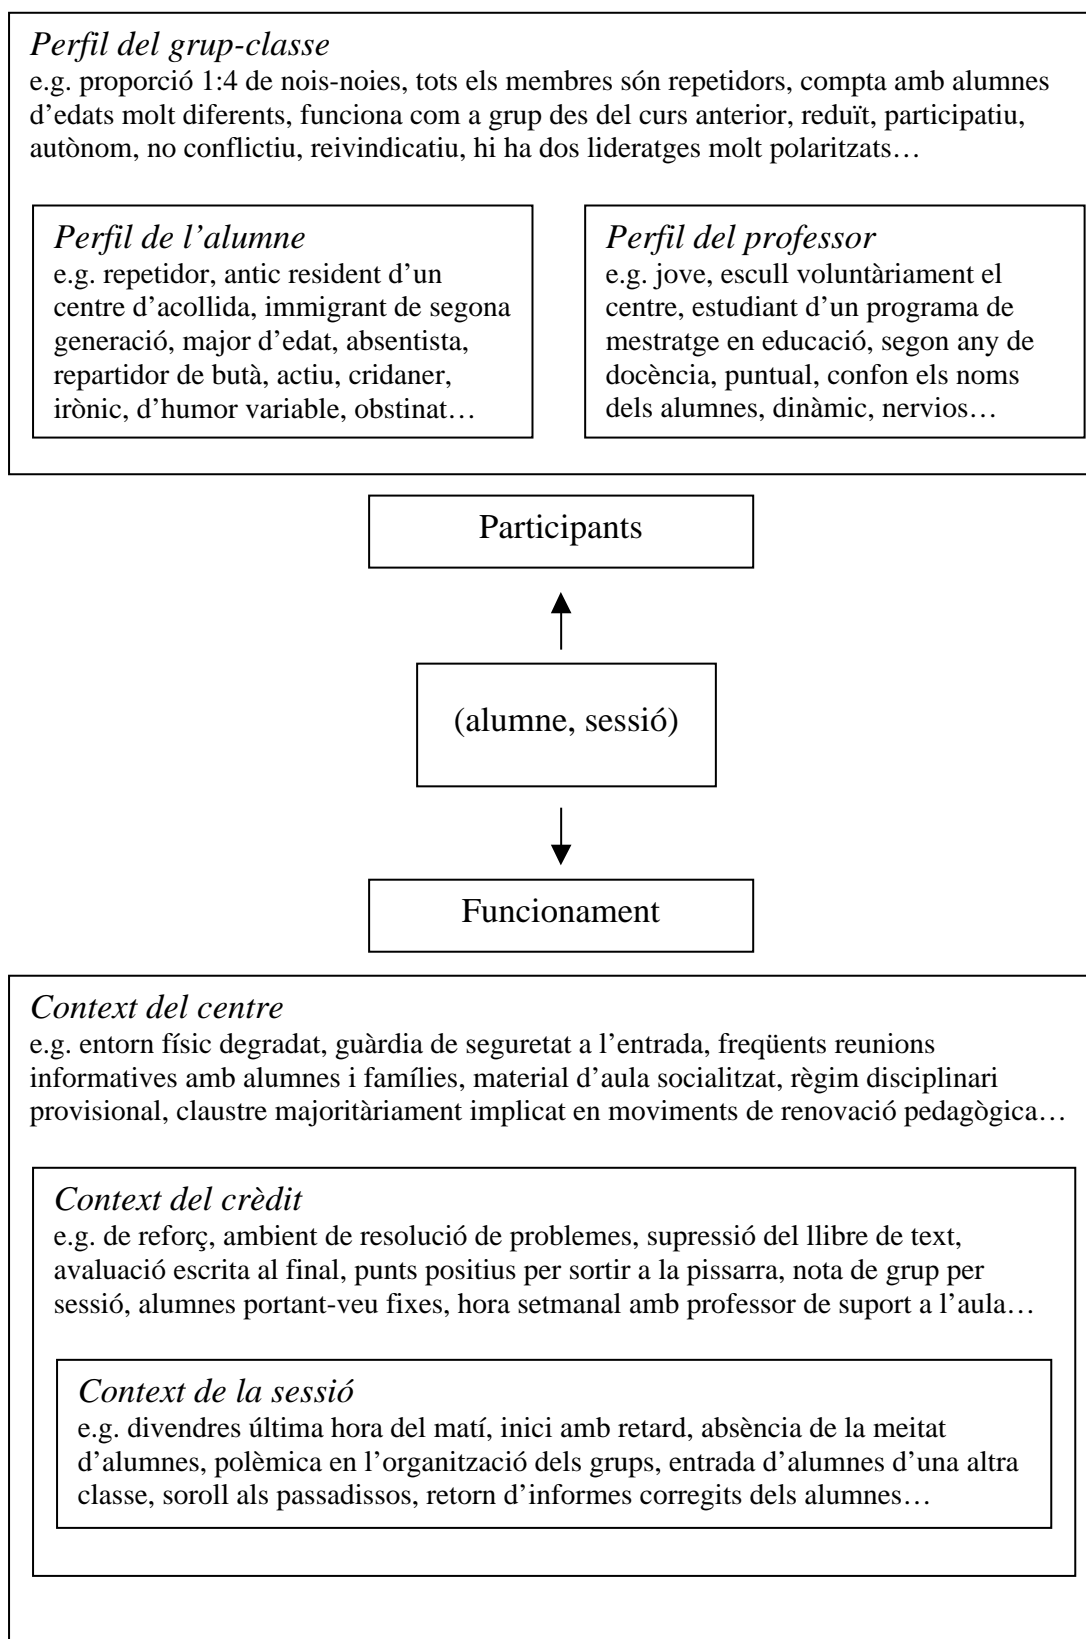 Perfil del grup-classe
e.g. proporció 1:4 de nois-noies, tots els membres són repetidors, compta amb alumnes
d’edats molt diferents, funciona com a grup des del curs anterior, reduït, participatiu,
autònom, no conflictiu, reivindicatiu, hi ha dos lideratges molt polaritzats…
Perfil de l’alumne
e.g. repetidor, antic resident d’un
centre d’acollida, immigrant de segona
generació, major d’edat, absentista,
repartidor de butà, actiu, cridaner,
irònic, d’humor variable, obstinat…
Perfil del professor
e.g. jove, escull voluntàriament el
centre, estudiant d’un programa de
mestratge en educació, segon any de
docència, puntual, confon els noms
dels alumnes, dinàmic, nervios…
Participants
(alumne, sessió)
Funcionament
Context del centre
e.g. entorn físic degradat, guàrdia de seguretat a l’entrada, freqüents reunions
informatives amb alumnes i famílies, material d’aula socialitzat, règim disciplinari
provisional, claustre majoritàriament implicat en moviments de renovació pedagògica…
Context del crèdit
e.g. de reforç, ambient de resolució de problemes, supressió del llibre de text,
avaluació escrita al final, punts positius per sortir a la pissarra, nota de grup per
sessió, alumnes portant-veu fixes, hora setmanal amb professor de suport a l’aula…
Context de la sessió
e.g. divendres última hora del matí, inici amb retard, absència de la meitat
d’alumnes, polèmica en l’organització dels grups, entrada d’alumnes d’una altra
classe, soroll als passadissos, retorn d’informes corregits dels alumnes…